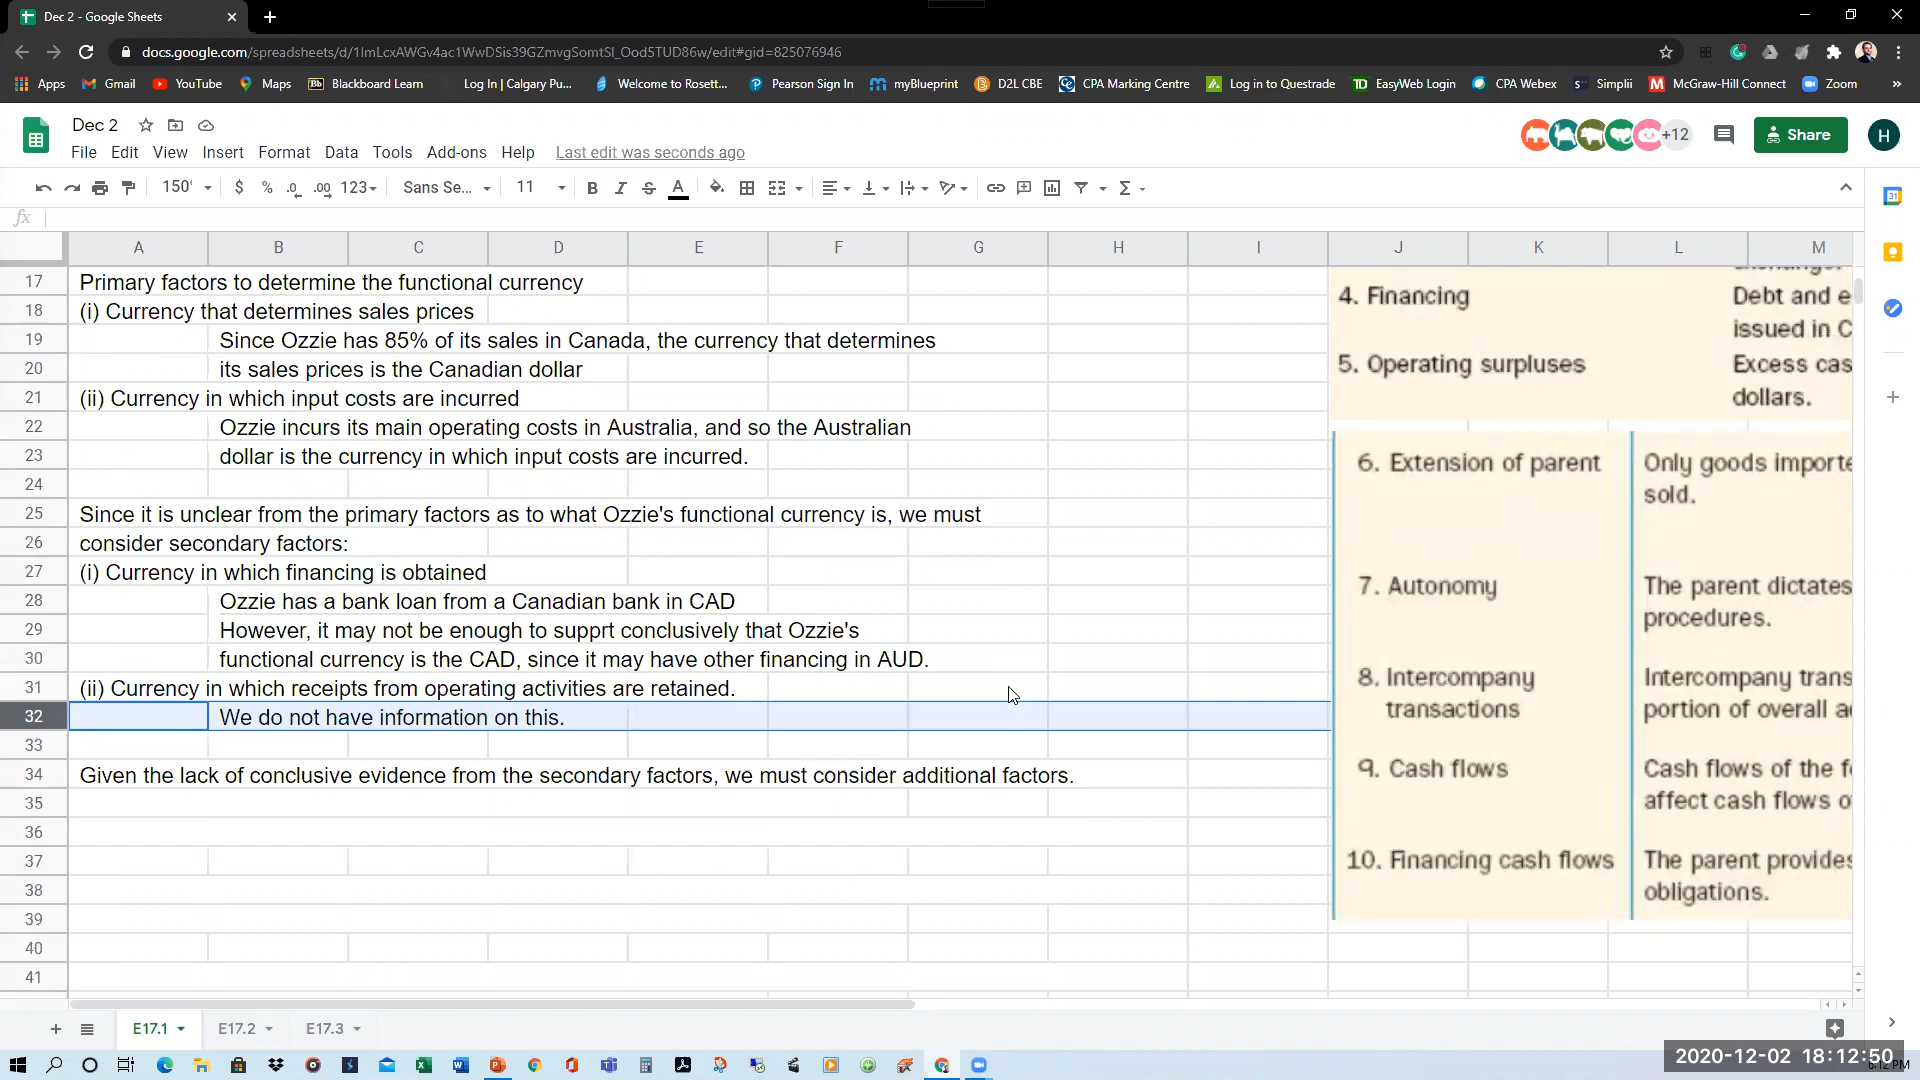 Dec 2 - Google Sheets
docs.google.com/spreadsheets/d/1ImLcxAWGv4ac1WwDSis39GZmvgSomtSl_Ood5TUD86w/edit#gid=825076946
Apps Gmail YouTube Maps Bb Blackboard Learn Log In | Calgary Pu... Welcome to Rosett... Pearson Sign In myBlueprint D2L CBE CPA Marking Centre Log in to Questrade TD EasyWeb Login CPA Webex Simplii M McGraw-Hill Connect Zoom »
Dec 2
+12 Share H
File Edit View Insert Format Data Tools Add-ons Help Last edit was seconds ago
150% $ % .0 .00 123 Sans Se... 11 B I S A Σ
fx
A B C D E F G H I J K L M
17 Primary factors to determine the functional currency
18 (i) Currency that determines sales prices
19 Since Ozzie has 85% of its sales in Canada, the currency that determines
20 its sales prices is the Canadian dollar
21 (ii) Currency in which input costs are incurred
22 Ozzie incurs its main operating costs in Australia, and so the Australian
23 dollar is the currency in which input costs are incurred.
24
25 Since it is unclear from the primary factors as to what Ozzie's functional currency is, we must
26 consider secondary factors:
27 (i) Currency in which financing is obtained
28 Ozzie has a bank loan from a Canadian bank in CAD
29 However, it may not be enough to supprt conclusively that Ozzie's
30 functional currency is the CAD, since it may have other financing in AUD.
31 (ii) Currency in which receipts from operating activities are retained.
32 We do not have information on this.
33
34 Given the lack of conclusive evidence from the secondary factors, we must consider additional factors.
35
36
37
38
39
40
41
4. Financing Debt and e
issued in C
5. Operating surpluses Excess cas
dollars.
6. Extension of parent Only goods importe
sold.
7. Autonomy The parent dictates
procedures.
8. Intercompany Intercompany trans
transactions portion of overall a
9. Cash flows Cash flows of the f
affect cash flows o
10. Financing cash flows The parent provides
obligations.
E17.1 E17.2 E17.3
2020-12-02 18:12:50